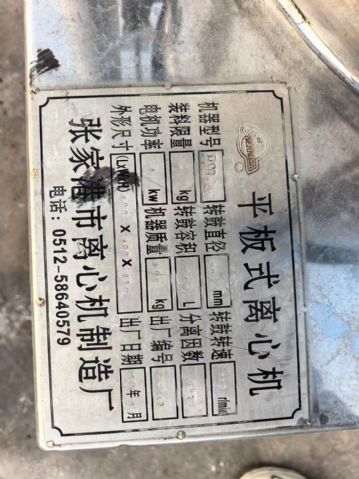 平板式离心机
机器型号 转鼓直径 mm 转鼓转速 r/min
装料限量 kg 转鼓容积 L 分离因数
电机功率 kw 机器质量 kg 出厂编号
外形尺寸(LxWxH) X X 出厂日期 年 月
张家港市离心机制造厂
电话：0512-58640579